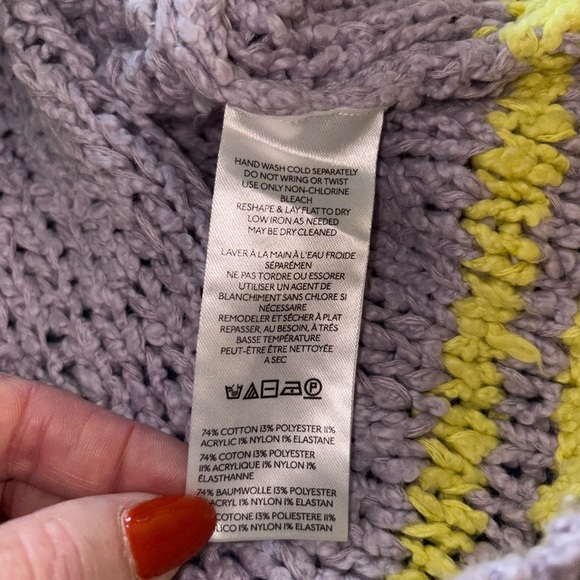 HAND WASH COLD SEPARATELY
DO NOT WRING OR TWIST
USE ONLY NON-CHLORINE
BLEACH
RESHAPE & LAY FLAT TO DRY
LOW IRON AS NEEDED
MAY BE DRY CLEANED
LAVER À LA MAIN À L'EAU FROIDE
SÉPARÉMEN
NE PAS TORDRE OU ESSORER
UTILISER UN AGENT DE
BLANCHIMENT SANS CHLORE SI
NÉCESSAIRE
REMODELER ET SÉCHER À PLAT
REPASSER, AU BESOIN, À TRÉS
BASSE TEMPÉRATURE
PEUT-ÊTRE ÊTRE NETTOYÉE
A SEC
P
74% COTTON 13% POLYESTER 11%
ACRYLIC 1% NYLON 1% ELASTANE
74% COTON 13% POLYESTER
11% ACRYLIQUE 1% NYLON 1%
ÉLASTHANNE
74% BAUMWOLLE 13% POLYESTER
ACRYL 1% NYLON 1% ELASTAN
COTONE 13% POLIESTERE 11%
1% NYLON 1% ELASTAN